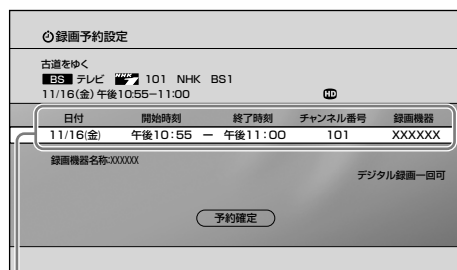 録画予約設定
古道をゆく
BS テレビ NHK 101 NHK BS1
11/16(金) 午後10:55－11:00 HD
日付 開始時刻 終了時刻 チャンネル番号 録画機器
11/16(金) 午後10:55 － 午後11:00 101 XXXXXX
録画機器名称:XXXXXX
デジタル録画一回可
予約確定